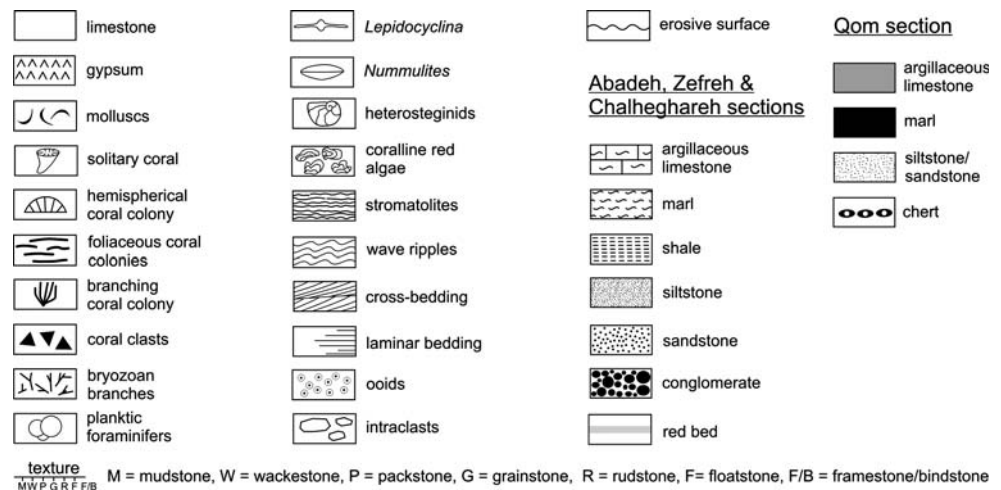 limestone
gypsum
molluscs
solitary coral
hemispherical
coral colony
foliaceous coral
colonies
branching
coral colony
coral clasts
bryozoan
branches
planktic
foraminifers
Lepidocyclina
Nummulites
heterosteginids
coralline red
algae
stromatolites
wave ripples
cross-bedding
laminar bedding
ooids
intraclasts
erosive surface
Abadeh, Zefreh &
Chalheghareh sections
argillaceous
limestone
marl
shale
siltstone
sandstone
conglomerate
red bed
Qom section
argillaceous
limestone
marl
siltstone/
sandstone
chert
texture
M W P G R F F/B
M = mudstone, W = wackestone, P = packstone, G = grainstone, R = rudstone, F= floatstone, F/B = framestone/bindstone